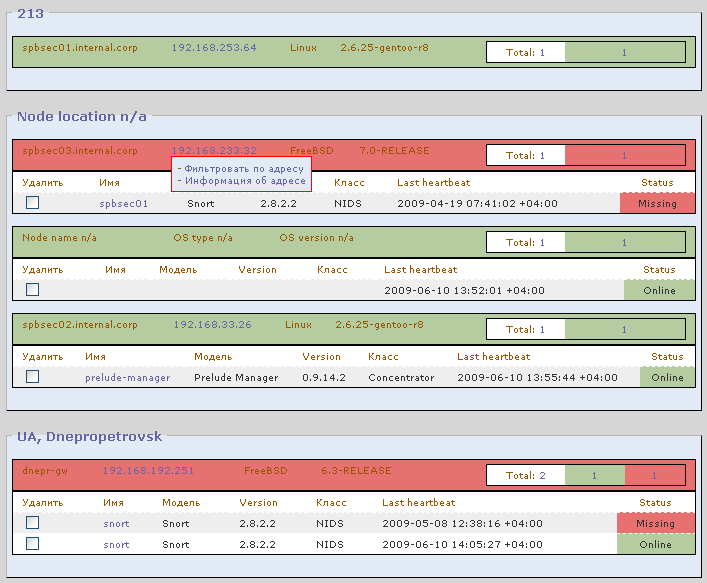 213
spbsec01.internal.corp 192.168.253.64 Linux 2.6.25-gentoo-r8 Total: 1 1
Node location n/a
spbsec03.internal.corp 192.168.233.32 FreeBSD 7.0-RELEASE Total: 1 1
- Фильтровать по адресу
- Информация об адресе
Удалить Имя Класс Last heartbeat Status
spbsec01 Snort 2.8.2.2 NIDS 2009-04-19 07:41:02 +04:00 Missing
Node name n/a OS type n/a OS version n/a Total: 1 1
Удалить Имя Модель Version Класс Last heartbeat Status
2009-06-10 13:52:01 +04:00 Online
spbsec02.internal.corp 192.168.33.26 Linux 2.6.25-gentoo-r8 Total: 1 1
Удалить Имя Модель Version Класс Last heartbeat Status
prelude-manager Prelude Manager 0.9.14.2 Concentrator 2009-06-10 13:55:44 +04:00 Online
UA, Dnepropetrovsk
dnepr-gw 192.168.192.251 FreeBSD 6.3-RELEASE Total: 2 1 1
Удалить Имя Модель Version Класс Last heartbeat Status
snort Snort 2.8.2.2 NIDS 2009-05-08 12:38:16 +04:00 Missing
snort Snort 2.8.2.2 NIDS 2009-06-10 14:05:27 +04:00 Online